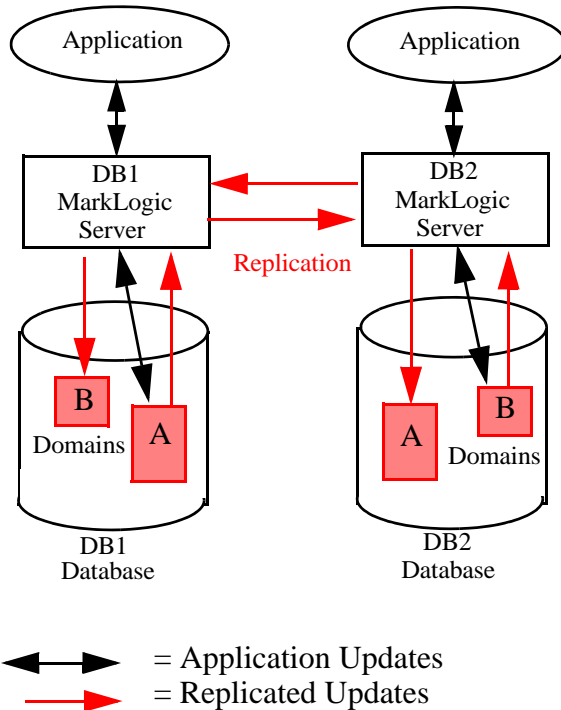 Application
Application
DB1
MarkLogic
Server
DB2
MarkLogic
Server
Replication
B
A
Domains
A
B
Domains
DB1
Database
DB2
Database
= Application Updates
= Replicated Updates